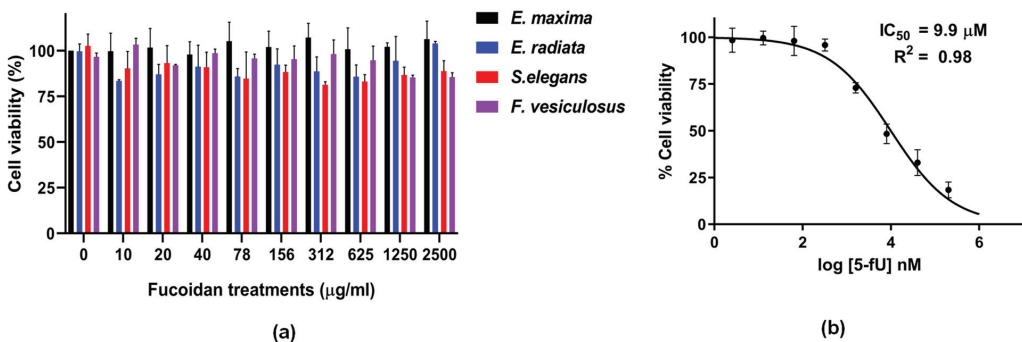 Cell viability (%)
100
75
50
25
0
0 10 20 40 78 156 312 625 1250 2500
Fucoidan treatments (μg/ml)
E. maxima
E. radiata
S.elegans
F. vesiculosus
(a)
% Cell viability
100
75
50
25
0
0 2 4 6
log [5-fU] nM
IC50 = 9.9 μM
R2 = 0.98
(b)